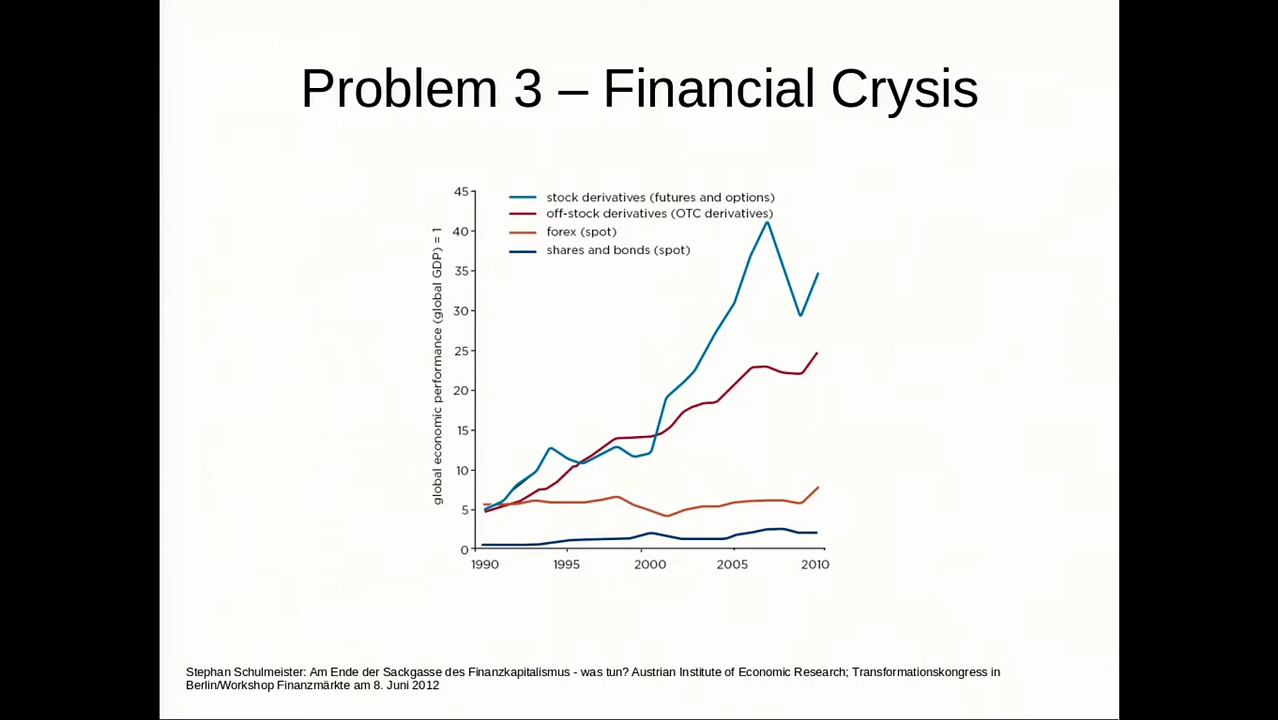 Problem 3 – Financial Crysis
45
40
35
30
25
20
15
10
5
0
global economic performance (global GDP) = 1
stock derivatives (futures and options)
off-stock derivatives (OTC derivatives)
forex (spot)
shares and bonds (spot)
1990 1995 2000 2005 2010
Stephan Schulmeister: Am Ende der Sackgasse des Finanzkapitalismus - was tun? Austrian Institute of Economic Research; Transformationskongress in
Berlin/Workshop Finanzmärkte am 8. Juni 2012